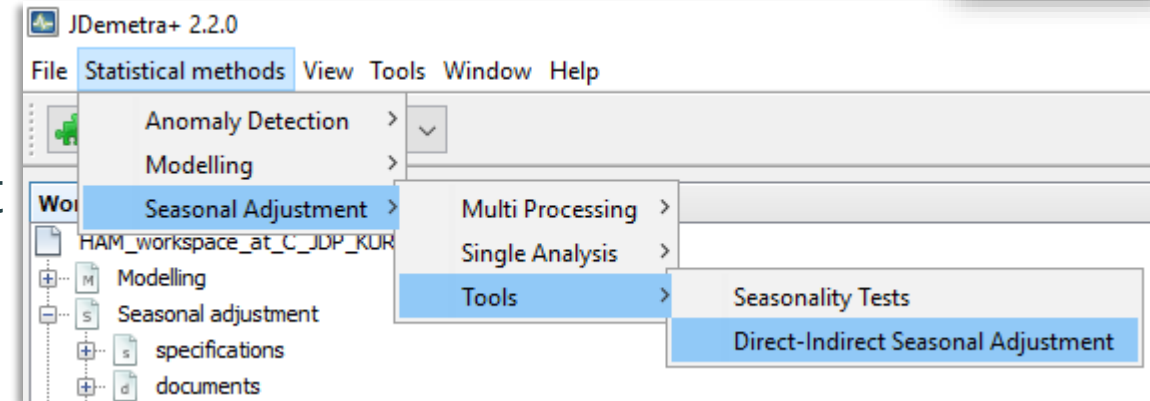 JDemetra+ 2.2.0
File Statistical methods View Tools Window Help
Anomaly Detection
Modelling
Seasonal Adjustment
Multi Processing
Single Analysis
Tools
Seasonality Tests
Direct-Indirect Seasonal Adjustment
HAM_workspace_at_C_JDP_KUR
M Modelling
s Seasonal adjustment
s specifications
d documents